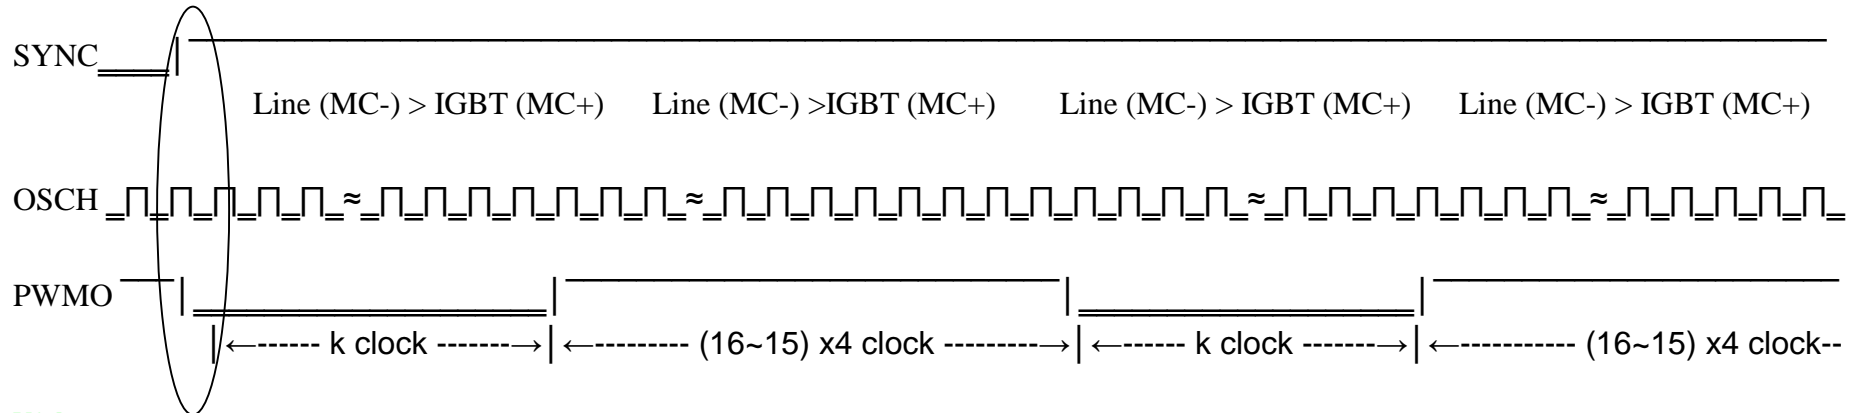 SYNC
Line (MC-) > IGBT (MC+) Line (MC-) >IGBT (MC+) Line (MC-) > IGBT (MC+) Line (MC-) > IGBT (MC+)
OSCH ≈ ≈ ≈ ≈
PWMO
|←------ k clock -------→|←--------- (16~15) x4 clock ---------→|←------ k clock -------→|←----------- (16~15) x4 clock--